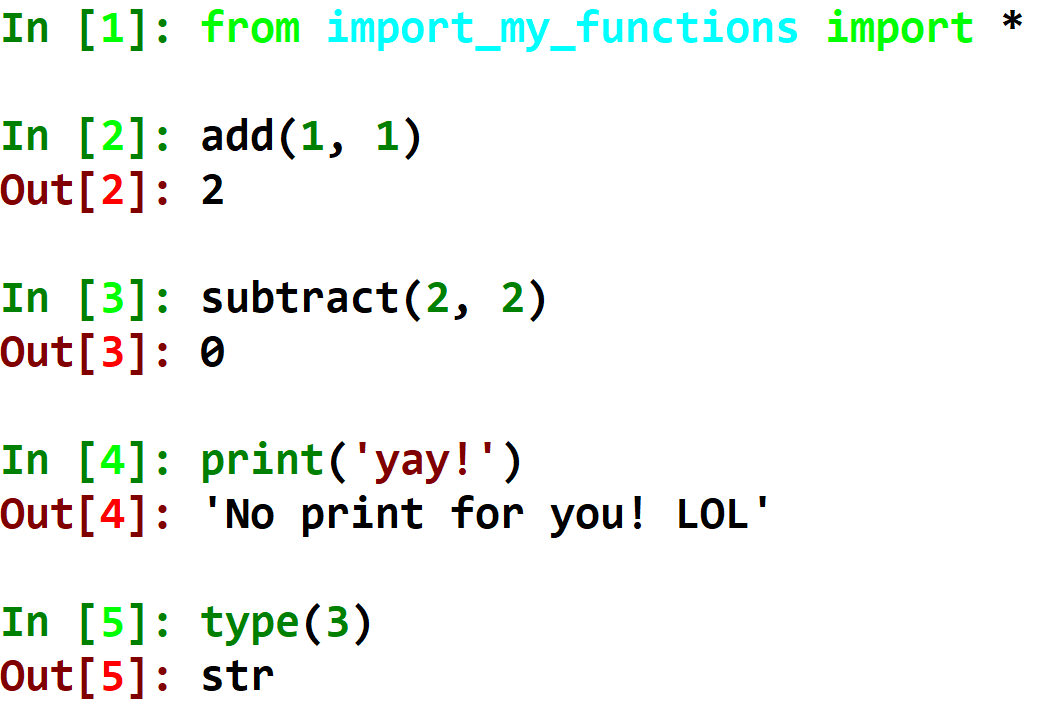 In [1]: from import_my_functions import *
In [2]: add(1, 1)
Out[2]: 2
In [3]: subtract(2, 2)
Out[3]: 0
In [4]: print('yay!')
Out[4]: 'No print for you! LOL'
In [5]: type(3)
Out[5]: str